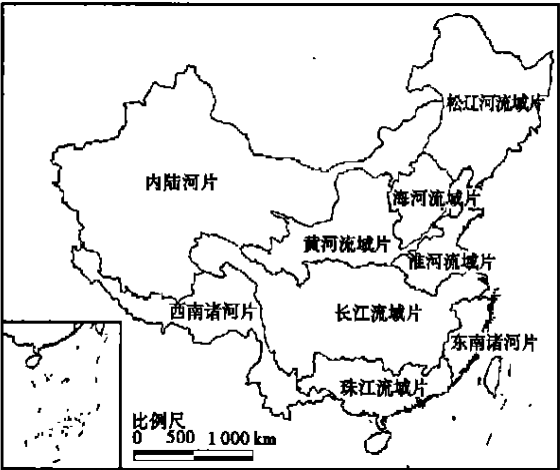 松辽河流域片
内陆河片
海河流域片
黄河流域片
淮河流域片
西南诸河片
长江流域片
东南诸河片
珠江流域片
比例尺
0 500 1 000 km